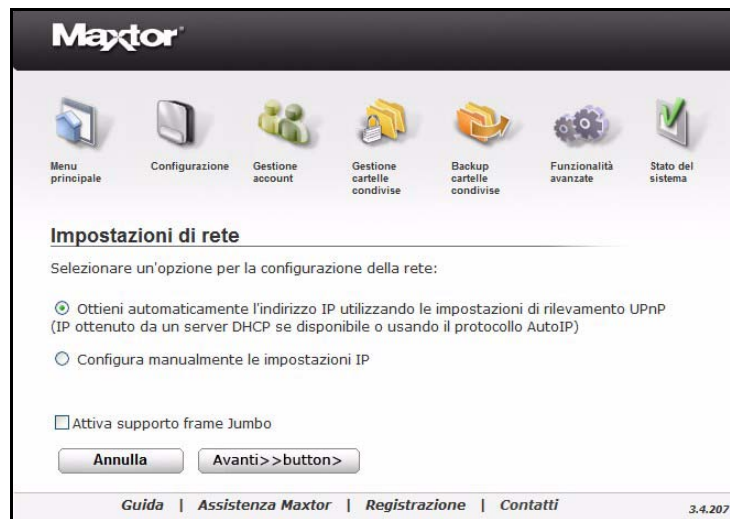 Maxtor
Menu principale
Configurazione
Gestione account
Gestione cartelle condivise
Backup cartelle condivise
Funzionalità avanzate
Stato del sistema
Impostazioni di rete
Selezionare un'opzione per la configurazione della rete:
Ottieni automaticamente l'indirizzo IP utilizzando le impostazioni di rilevamento UPnP
(IP ottenuto da un server DHCP se disponibile o usando il protocollo AutoIP)
Configura manualmente le impostazioni IP
Attiva supporto frame Jumbo
Annulla Avanti>>button>
Guida | Assistenza Maxtor | Registrazione | Contatti 3.4.207